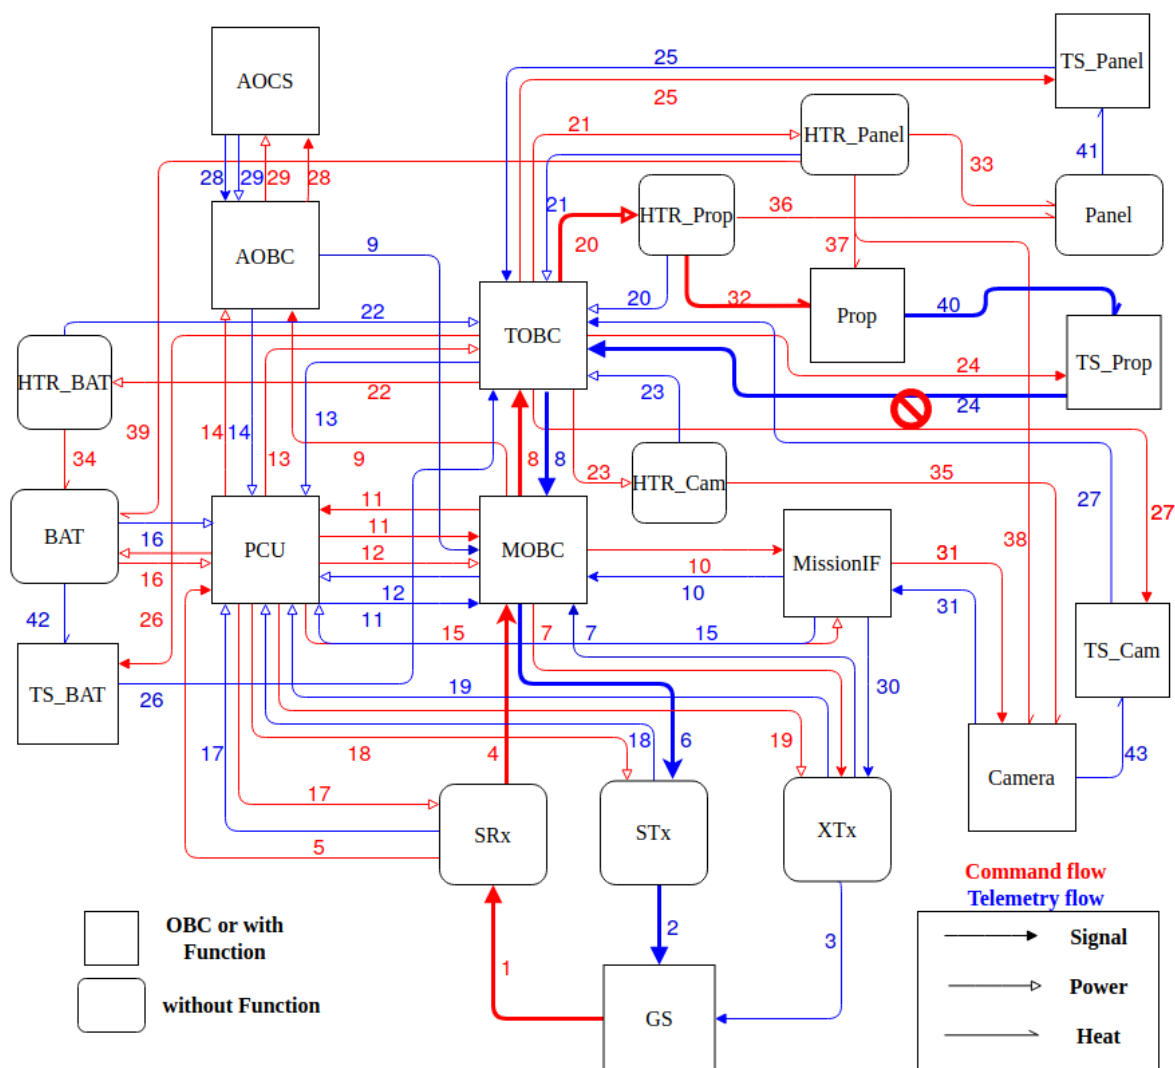 25
TS_Panel
AOCS
25
21
HTR_Panel
41
33
28
29
29
28
21
HTR_Prop
36
Panel
20
9
37
AOBC
20
32
40
22
Prop
TOBC
TS_Prop
24
HTR_BAT
22
23
24
39
13
14
14
34
13
9
8
8
23
HTR_Cam
35
11
27
27
BAT
16
11
PCU
MOBC
38
31
12
MissionIF
16
10
12
10
31
42
26
11
15
7
7
15
TS_Cam
TS_BAT
26
19
30
17
18
4
18
6
19
43
Camera
17
SRx
STx
XTx
5
Command flow
Telemetry flow
OBC or with
Function
2
3
Signal
1
Power
without Function
GS
Heat